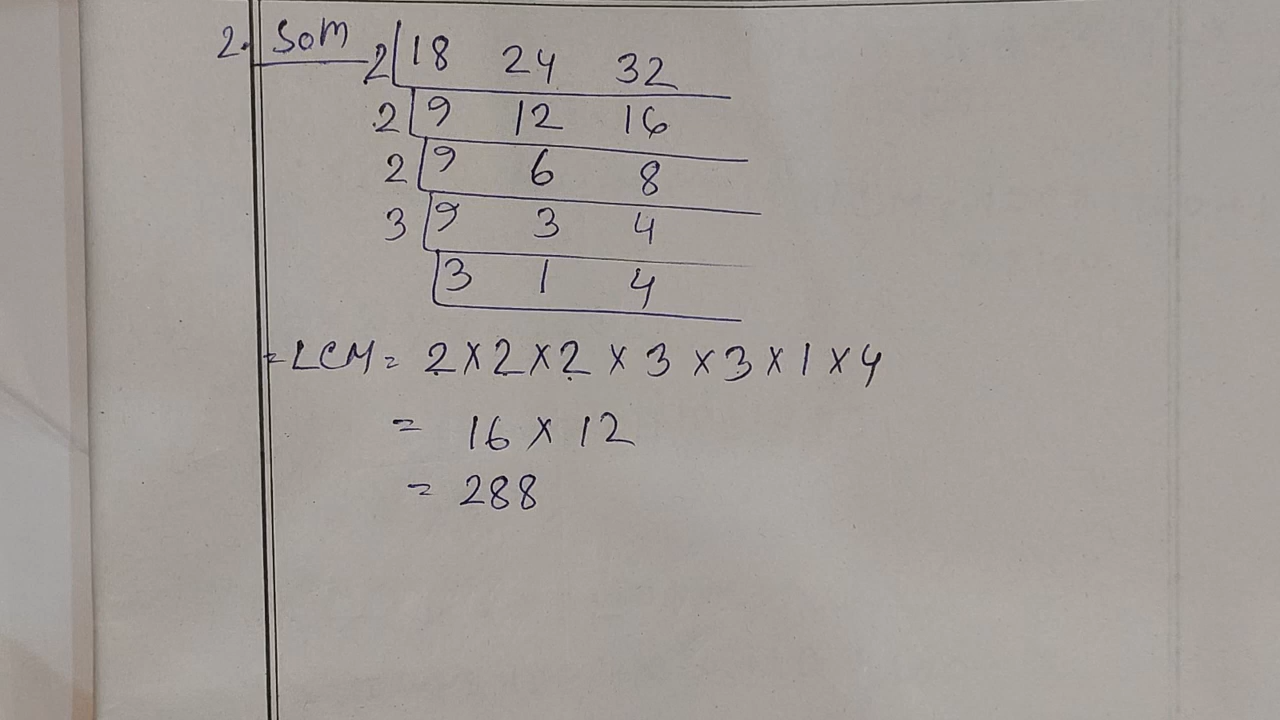 2. Som 2 18 24 32
2 9 12 16
2 9 6 8
3 9 3 4
3 1 4
= LCM = 2 × 2 × 2 × 3 × 3 × 1 × 4
= 16 × 12
= 288